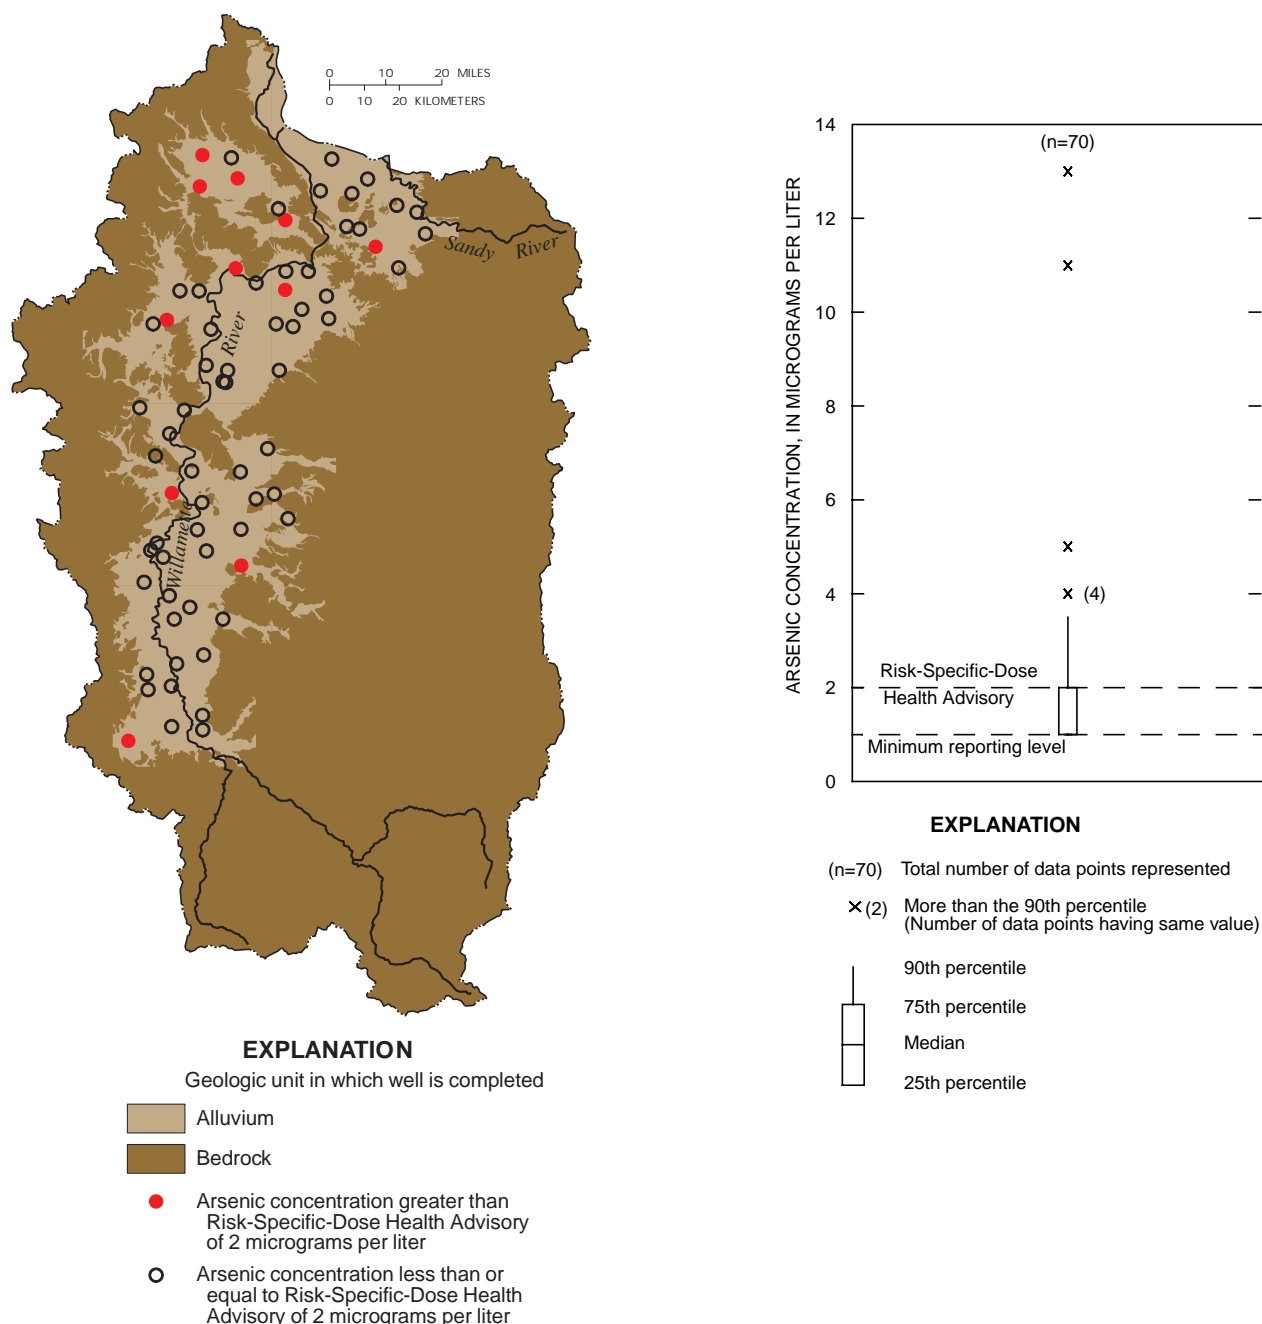 0 10 20 MILES
0 10 20 KILOMETERS
Sandy River
River
Willamette
EXPLANATION
Geologic unit in which well is completed
Alluvium
Bedrock
Arsenic concentration greater than
Risk-Specific-Dose Health Advisory
of 2 micrograms per liter
Arsenic concentration less than or
equal to Risk-Specific-Dose Health
Advisory of 2 micrograms per liter
ARSENIC CONCENTRATION, IN MICROGRAMS PER LITER
14
12
10
8
6
4
2
0
(n=70)
(4)
Risk-Specific-Dose
Health Advisory
Minimum reporting level
EXPLANATION
(n=70) Total number of data points represented
(2) More than the 90th percentile
(Number of data points having same value)
90th percentile
75th percentile
Median
25th percentile